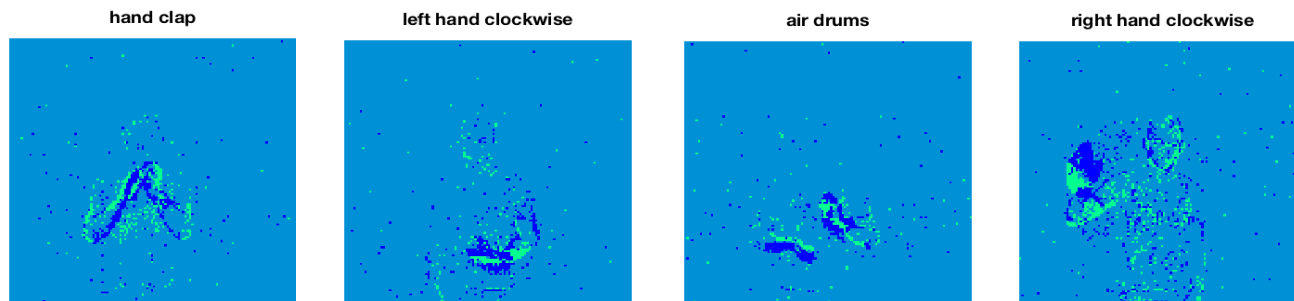 hand clap
left hand clockwise
air drums
right hand clockwise